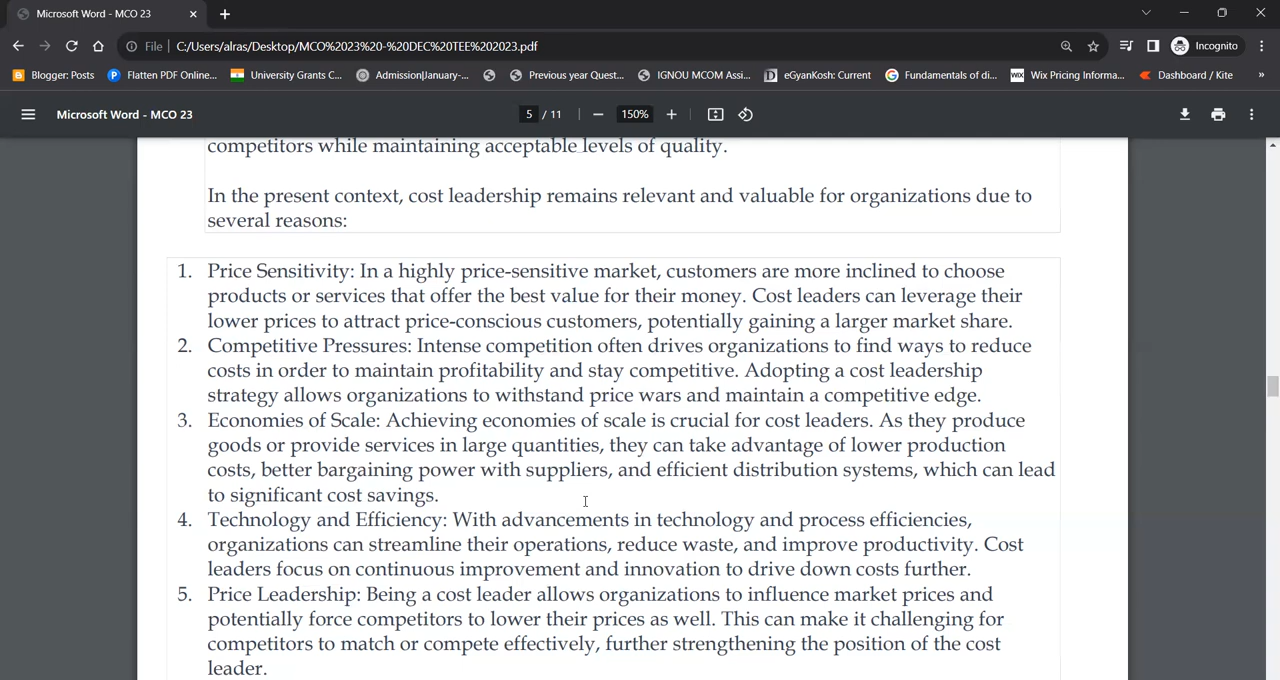 Microsoft Word - MCO 23
File
C:/Users/alras/Desktop/MCO%2023%20-%20DEC%20TEE%202023.pdf
Incognito
Blogger: Posts
Flatten PDF Online...
University Grants C...
Admission|January-...
Previous year Quest...
IGNOU MCOM Assi...
eGyanKosh: Current
Fundamentals of di...
WIX
Wix Pricing Informa...
Dashboard / Kite
»
Microsoft Word - MCO 23
5 / 11
150%
competitors while maintaining acceptable levels of quality.
In the present context, cost leadership remains relevant and valuable for organizations due to
several reasons:
1. Price Sensitivity: In a highly price-sensitive market, customers are more inclined to choose
products or services that offer the best value for their money. Cost leaders can leverage their
lower prices to attract price-conscious customers, potentially gaining a larger market share.
2. Competitive Pressures: Intense competition often drives organizations to find ways to reduce
costs in order to maintain profitability and stay competitive. Adopting a cost leadership
strategy allows organizations to withstand price wars and maintain a competitive edge.
3. Economies of Scale: Achieving economies of scale is crucial for cost leaders. As they produce
goods or provide services in large quantities, they can take advantage of lower production
costs, better bargaining power with suppliers, and efficient distribution systems, which can lead
to significant cost savings.
4. Technology and Efficiency: With advancements in technology and process efficiencies,
organizations can streamline their operations, reduce waste, and improve productivity. Cost
leaders focus on continuous improvement and innovation to drive down costs further.
5. Price Leadership: Being a cost leader allows organizations to influence market prices and
potentially force competitors to lower their prices as well. This can make it challenging for
competitors to match or compete effectively, further strengthening the position of the cost
leader.